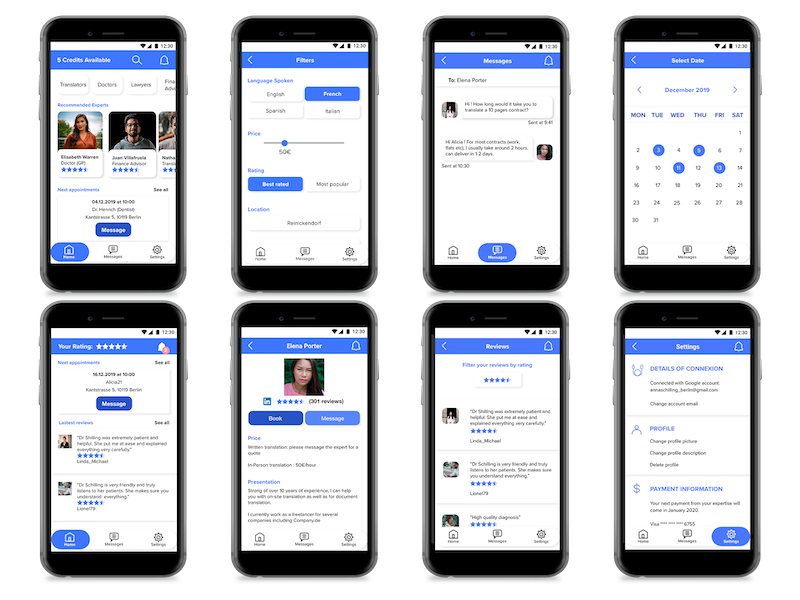 12:30
5 Credits Available
Translators Doctors Lawyers Fina
Adv
Recommended Experts
Elisabeth Warren
Doctor (GP)
Juan Villafruela
Finance Advisor
Nathal
Transla
Next appointments See all
04.12.2019 at 10:00
Dr. Henrich (Dentist)
Kantstrasse 5, 10119 Berlin
Message
Home Messages Settings
12:30
Filters
Language Spoken
English French
Spanish Italian
Price
50€
Rating
Best rated Most popular
Location
Reinickendorf
Home Messages Settings
12:30
Messages
To: Elena Porter
Hi ! How long would it take you to
translate a 10 pages contract?
Sent at 9:41
Hi Alicia ! For most contracts (work,
flats etc), I usually take around 2 hours,
can deliver in 1-2 days.
Sent at 10:30
Home Messages Settings
12:30
Select Date
December 2019
MON TUE WED THU FRI SAT
1
2 3 4 5 6 7
9 10 11 12 13 14
16 17 18 19 20 21
23 24 25 26 27 28
30 31
Home Messages Settings
12:30
Your Rating:
Next appointments See all
16.12.2019 at 10:00
Alicia21
Kantstrasse 5, 10119 Berlin
Message
Lastest reviews See all
"Dr Shilling was extremely patient and
helpful. She put me at ease and explained
everything very carefully."
Linda_Michael
"Dr Schilling is very friendly and truly
listens to her patients. She makes sure you
understand everything."
Lionel79
Home Messages Settings
12:30
Elena Porter
in (301 reviews)
Book Message
Price
Written translation: please message the expert for a
quote
In-Person translation : 50€/hour
Presentation
Strong of over 10 years of experience, I can help
you with on-site translation as well as for document
translation.
I currently work as a freelancer for several
companies including Company.de
Home Messages Settings
12:30
Reviews
Filter your reviews by rating
"Dr Shilling was extremely patient and
helpful. She put me at ease and
explained everything very carefully."
Linda_Michael
"Dr Schilling is very friendly and truly
listens to her patients. She makes sure
you understand everything."
Lionel79
"High quality diagnosis"
Home Messages Settings
12:30
Settings
DETAILS OF CONNEXION
Connected with Google account:
annaschilling_berlin@gmail.com
Change account email
PROFILE
Change profile picture
Change profile description
Delete profile
$ PAYMENT INFORMATION
Your next payment from your expertise will
come in January 2020.
Visa **** **** **** 6755
Home Messages Settings